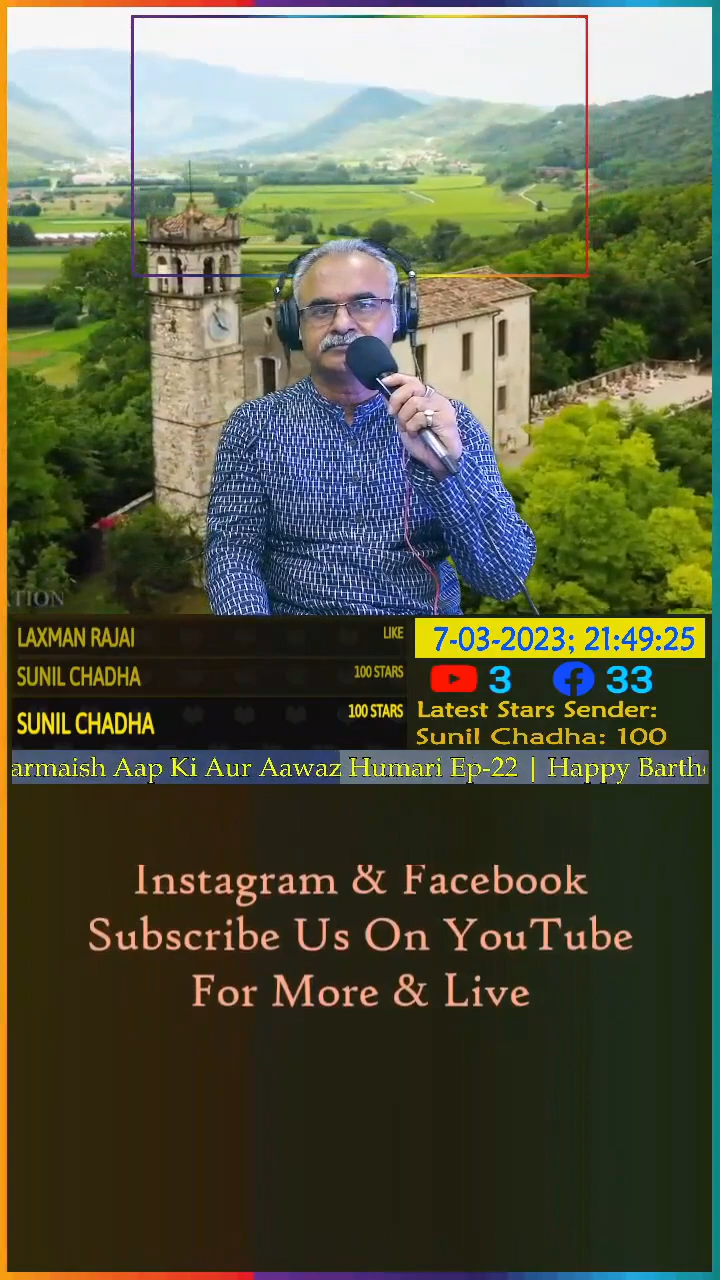 ATION
LAXMAN RAJAI LIKE
SUNIL CHADHA 100 STARS
SUNIL CHADHA 100 STARS
7-03-2023; 21:49:25
3 33
Latest Stars Sender:
Sunil Chadha: 100
armaish Aap Ki Aur Aawaz Humari Ep-22 | Happy Barth
Instagram & Facebook
Subscribe Us On YouTube
For More & Live